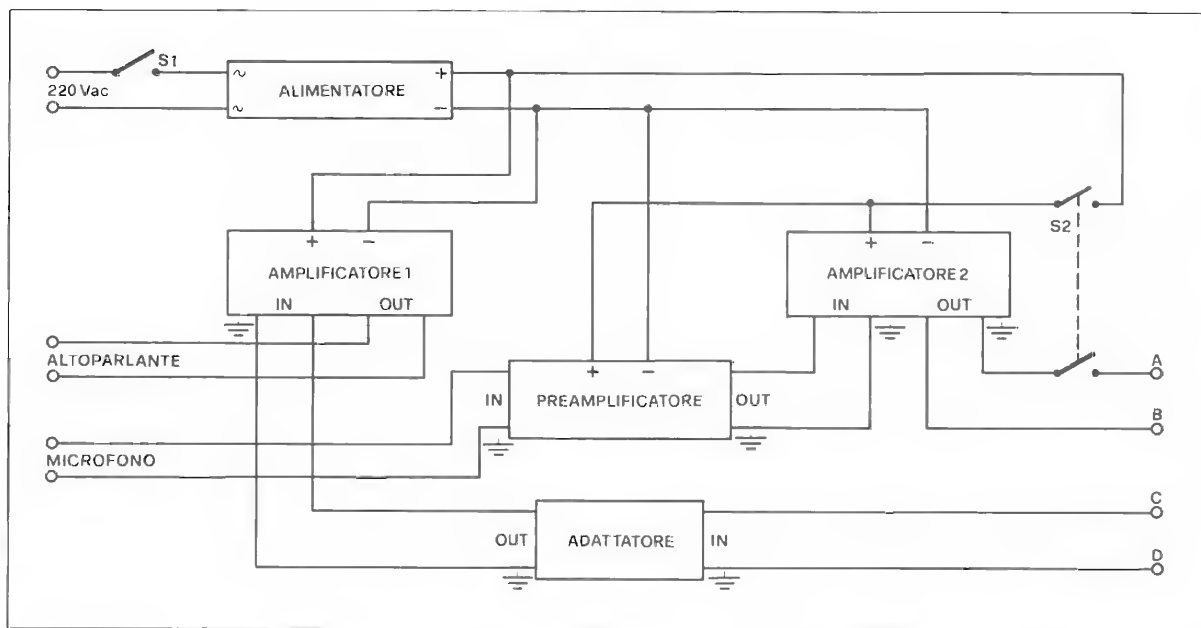 S1
220 Vac
~
~
ALIMENTATORE
+
−
S2
+ −
AMPLIFICATORE 1
IN OUT
+ −
AMPLIFICATORE 2
IN OUT
ALTOPARLANTE
+ −
IN PREAMPLIFICATORE OUT
A
B
MICROFONO
OUT ADATTATORE IN
C
D